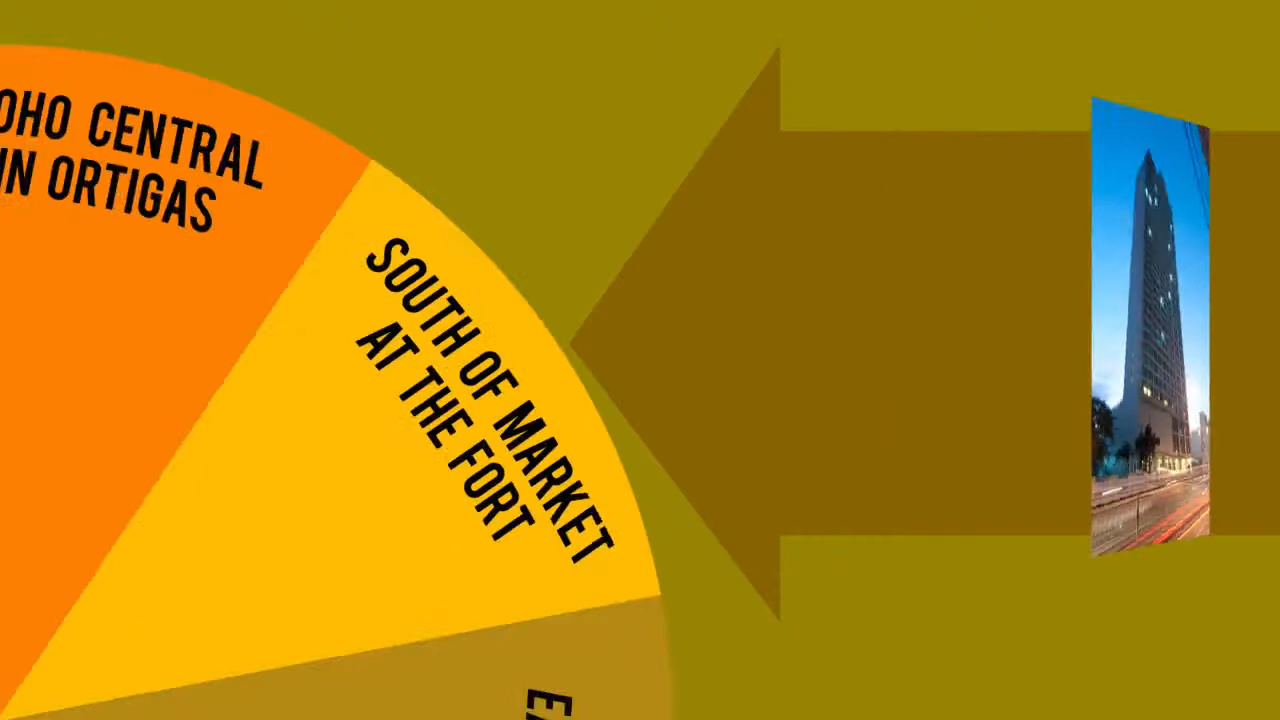 OHO CENTRAL
IN ORTIGAS
SOUTH OF MARKET
AT THE FORT